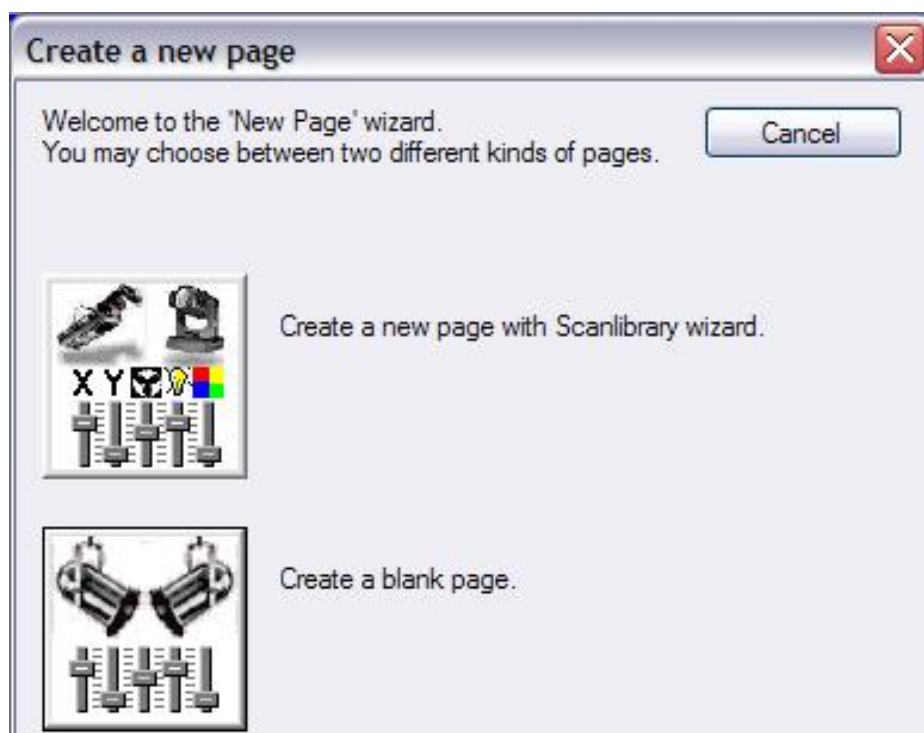 Create a new page
Welcome to the 'New Page' wizard.
You may choose between two different kinds of pages.
Cancel
Create a new page with Scanlibrary wizard.
X Y
Create a blank page.